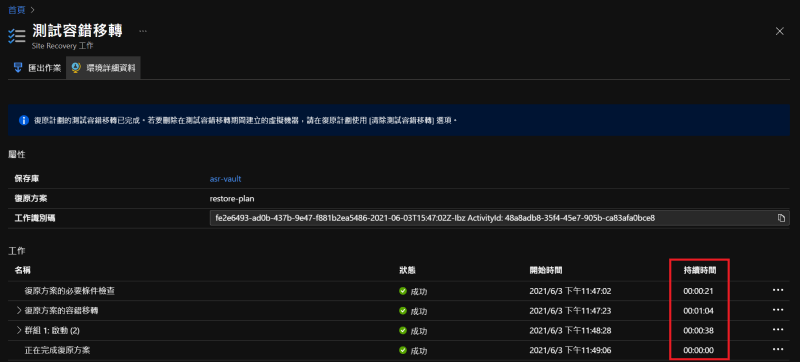 首頁 >
測試容錯移轉 ...
Site Recovery 工作
匯出作業 環境詳細資料
復原計劃的測試容錯移轉已完成。若要刪除在測試容錯移轉期間建立的虛擬機器，請在復原計劃使用 [清除測試容錯移轉] 選項。
屬性
保存庫 asr-vault
復原方案 restore-plan
工作識別碼 fe2e6493-ad0b-437b-9e47-f881b2ea5486-2021-06-03T15:47:02Z-Ibz ActivityId: 48a8adb8-35f4-45e7-905b-ca83afa0bce8
工作
名稱 狀態 開始時間 持續時間
復原方案的必要條件檢查 成功 2021/6/3 下午11:47:02 00:00:21 ...
> 復原方案的容錯移轉 成功 2021/6/3 下午11:47:23 00:01:04 ...
> 群組 1: 啟動 (2) 成功 2021/6/3 下午11:48:28 00:00:38 ...
正在完成復原方案 成功 2021/6/3 下午11:49:06 00:00:00 ...